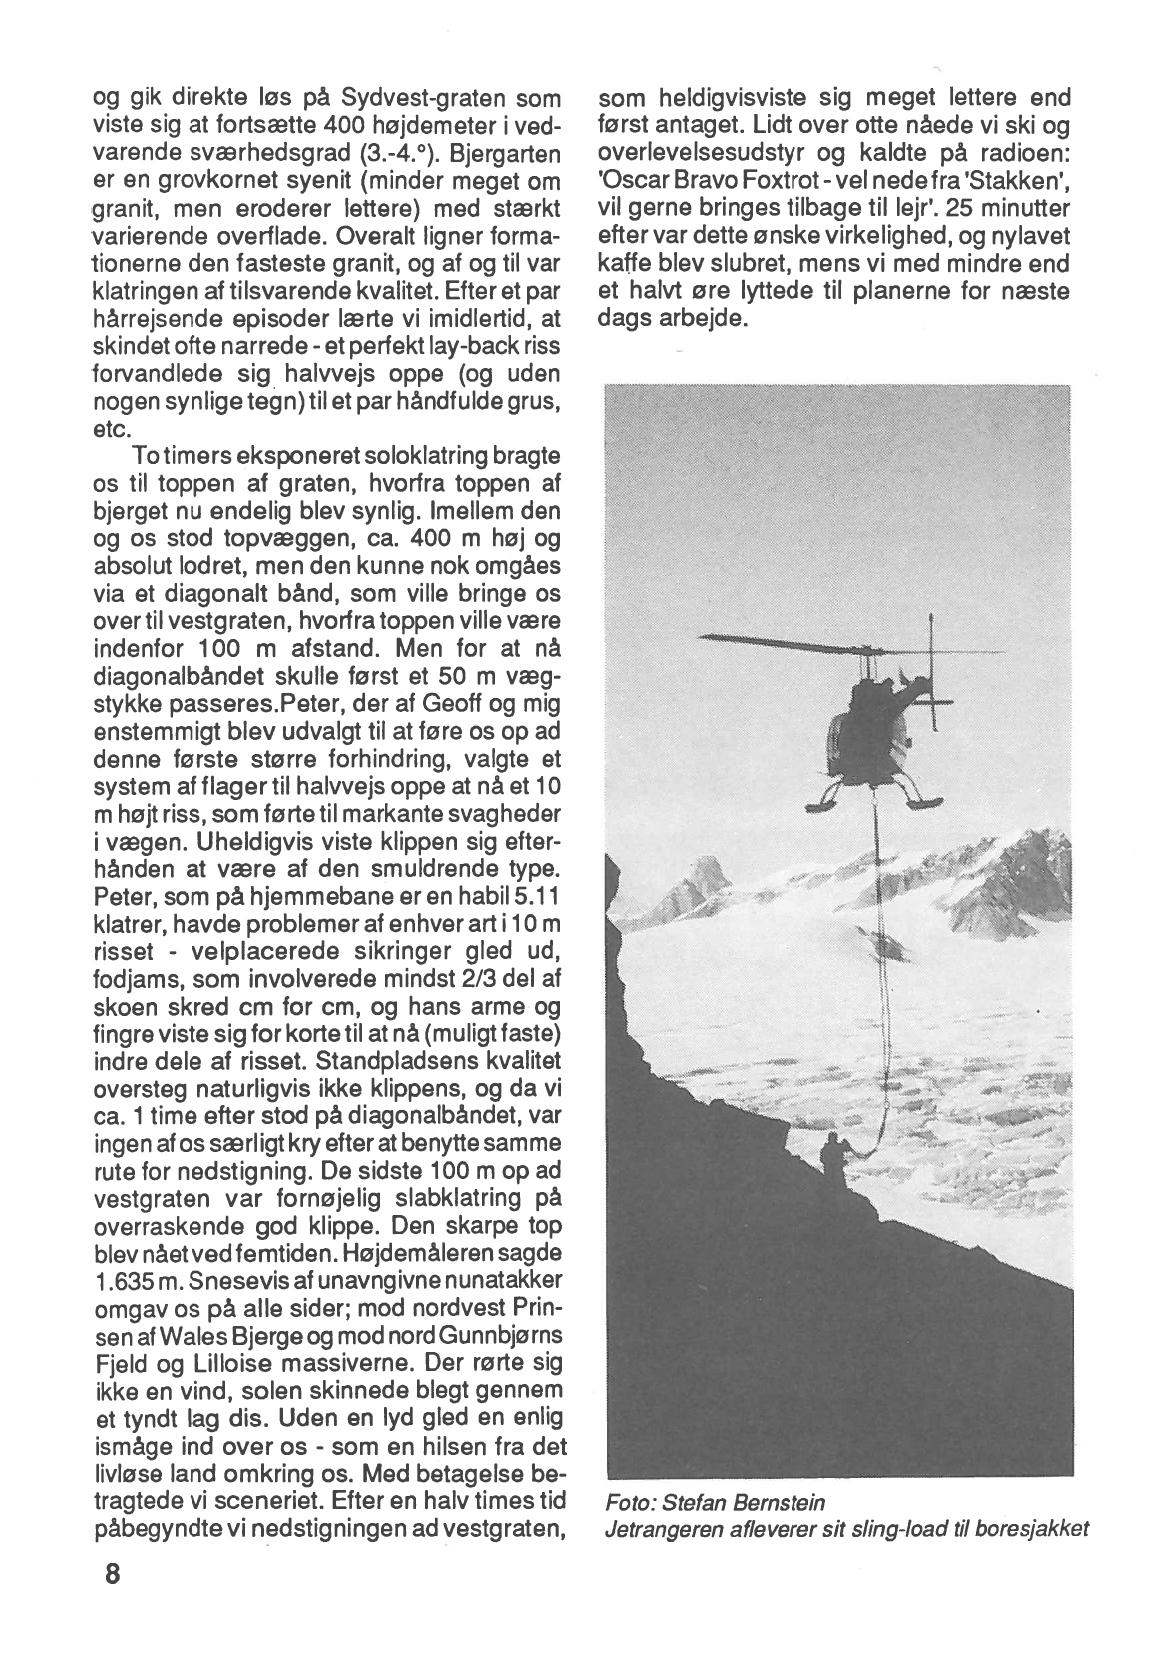 og gik direkte løs på Sydvest-graten som
viste sig at fortsætte 400 højdemeter i ved-
varende sværhedsgrad (3.-4.°). Bjergarten
er en grovkornet syenit (minder meget om
granit, men eroderer lettere) med stærkt
varierende overflade. Overalt ligner forma-
tionerne den fasteste granit, og af og til var
klatringen af tilsvarende kvalitet. Efter et par
hårrejsende episoder lærte vi imidlertid, at
skindet ofte narrede - et perfekt lay-back riss
forvandlede sig halvvejs oppe (og uden
nogen synlige tegn) til et par håndfulde grus,
etc.
To timers eksponeret soloklatring bragte
os til toppen af graten, hvorfra toppen af
bjerget nu endelig blev synlig. Imellem den
og os stod topvæggen, ca. 400 m høj og
absolut lodret, men den kunne nok omgåes
via et diagonalt bånd, som ville bringe os
over til vestgraten, hvorfra toppen ville være
indenfor 100 m afstand. Men for at nå
diagonalbåndet skulle først et 50 m væg-
stykke passeres.Peter, der af Geoff og mig
enstemmigt blev udvalgt til at føre os op ad
denne første større forhindring, valgte et
system af flager til halvvejs oppe at nå et 10
m højt riss, som førte til markante svagheder
i vægen. Uheldigvis viste klippen sig efter-
hånden at være af den smuldrende type.
Peter, som på hjemmebane er en habil 5.11
klatrer, havde problemer af enhver art i 10 m
risset - velplacerede sikringer gled ud,
fodjams, som involverede mindst 2/3 del af
skoen skred cm for cm, og hans arme og
fingre viste sig for korte til at nå (muligt faste)
indre dele af risset. Standpladsens kvalitet
oversteg naturligvis ikke klippens, og da vi
ca. 1 time efter stod på diagonalbåndet, var
ingen af os særligt kry efter at benytte samme
rute for nedstigning. De sidste 100 m op ad
vestgraten var fornøjelig slabklatring på
overraskende god klippe. Den skarpe top
blev nået ved femtiden. Højdemåleren sagde
1.635 m. Snesevis af unavngivne nunatakker
omgav os på alle sider; mod nordvest Prin-
sen af Wales Bjerge og mod nord Gunnbjørns
Fjeld og Lilloise massiverne. Der rørte sig
ikke en vind, solen skinnede blegt gennem
et tyndt lag dis. Uden en lyd gled en enlig
ismåge ind over os - som en hilsen fra det
livløse land omkring os. Med betagelse be-
tragtede vi sceneriet. Efter en halv times tid
påbegyndte vi nedstigningen ad vestgraten,
som heldigvisviste sig meget lettere end
først antaget. Lidt over otte nåede vi ski og
overlevelsesudstyr og kaldte på radioen:
'Oscar Bravo Foxtrot - vel nede fra 'Stakken',
vil gerne bringes tilbage til lejr'. 25 minutter
efter var dette ønske virkelighed, og nylavet
kaffe blev slubret, mens vi med mindre end
et halvt øre lyttede til planerne for næste
dags arbejde.
Foto: Stefan Bernstein
Jetrangeren afleverer sit sling-load til boresjakket
8